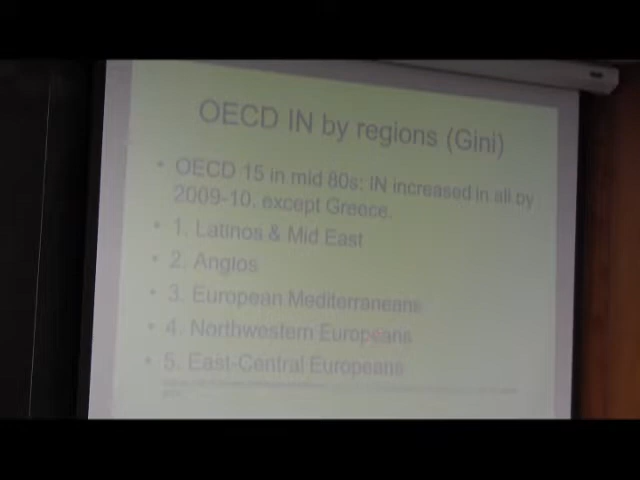 OECD IN by regions (Gini)
• OECD 15 in mid 80s: IN increased in all by
2009-10. except Greece.
• 1. Latinos & Mid East
• 2. Anglos
• 3. European Mediterraneans
• 4. Northwestern Europeans
• 5. East-Central Europeans